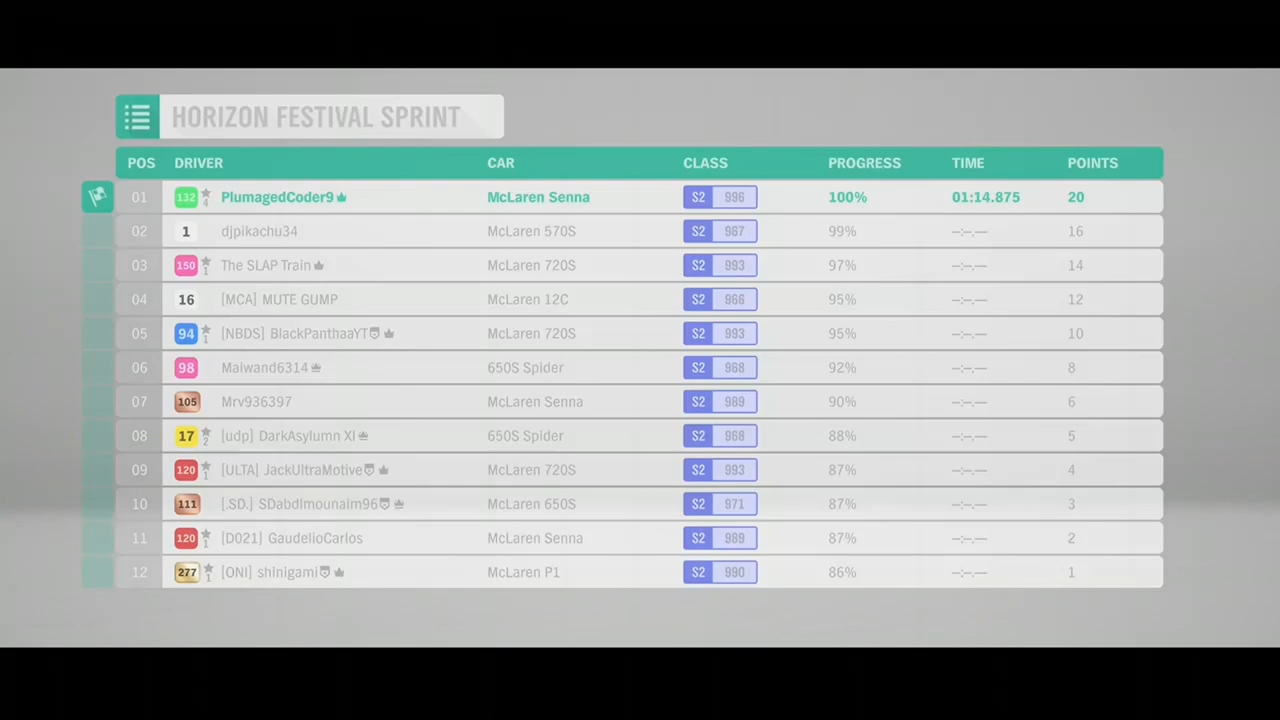 HORIZON FESTIVAL SPRINT
POS DRIVER CAR CLASS PROGRESS TIME POINTS
01 132 4 PlumagedCoder9 McLaren Senna S2 996 100% 01:14.875 20
02 1 djpikachu34 McLaren 570S S2 967 99% --:--.--- 16
03 150 1 The SLAP Train McLaren 720S S2 993 97% --:--.--- 14
04 16 [MCA] MUTE GUMP McLaren 12C S2 966 95% --:--.--- 12
05 94 1 [NBDS] BlackPanthaaYT McLaren 720S S2 993 95% --:--.--- 10
06 98 Maiwand6314 650S Spider S2 968 92% --:--.--- 8
07 105 Mrv936397 McLaren Senna S2 989 90% --:--.--- 6
08 17 2 [udp] DarkAsylumn XI 650S Spider S2 968 88% --:--.--- 5
09 120 1 [ULTA] JackUltraMotive McLaren 720S S2 993 87% --:--.--- 4
10 111 [.SD.] SDabdlmounaim96 McLaren 650S S2 971 87% --:--.--- 3
11 120 1 [D021] GaudelioCarlos McLaren Senna S2 989 87% --:--.--- 2
12 277 1 [ONI] shinigami McLaren P1 S2 990 86% --:--.--- 1